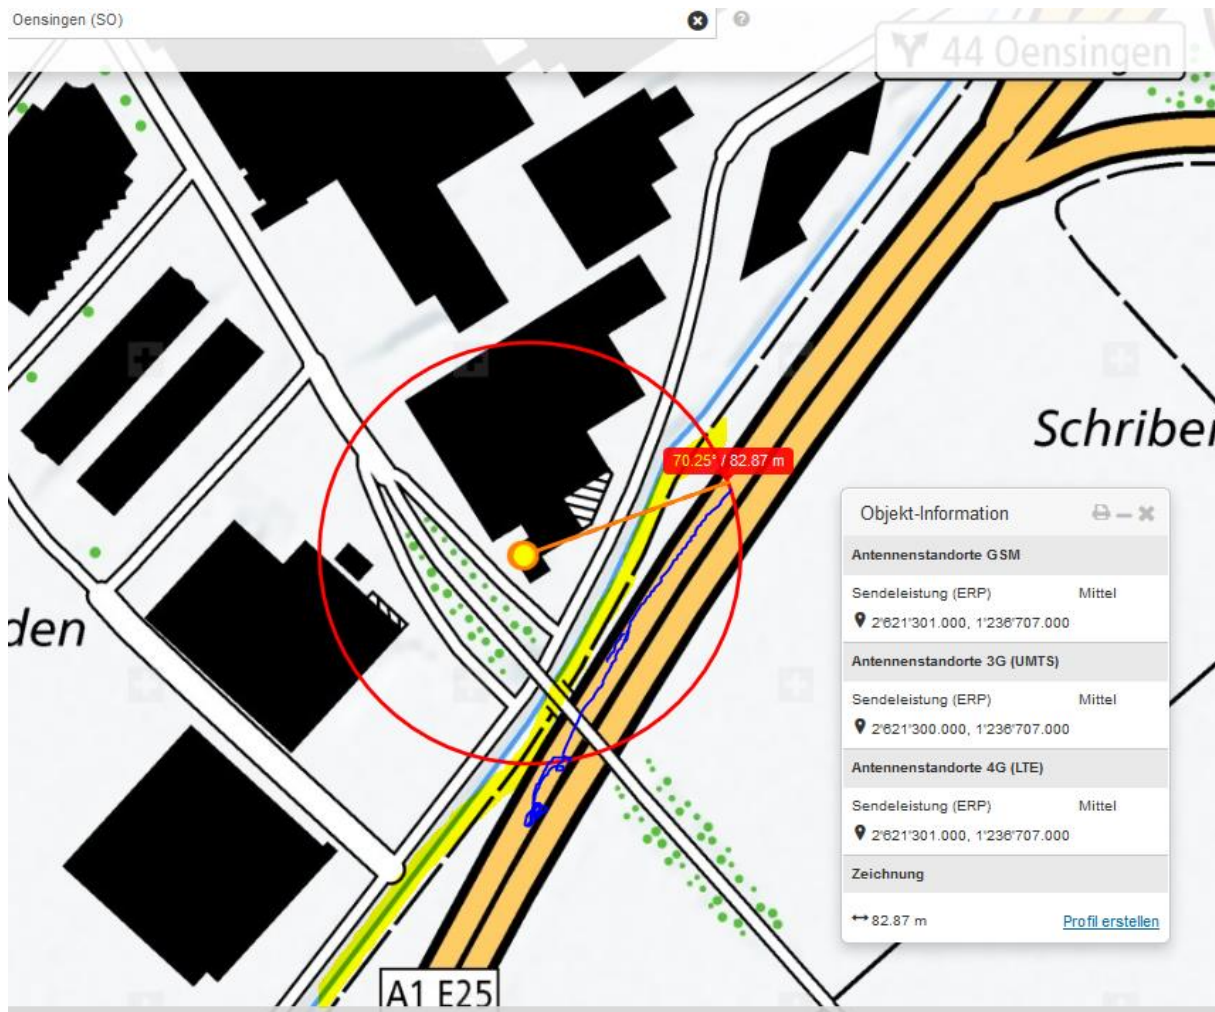 Oensingen (SO)
?
44 Oensingen
Schriber
70.25° / 82.87 m
Objekt-Information
Antennenstandorte GSM
Sendeleistung (ERP) Mittel
2'621'301.000, 1'236'707.000
Antennenstandorte 3G (UMTS)
Sendeleistung (ERP) Mittel
2'621'300.000, 1'236'707.000
Antennenstandorte 4G (LTE)
Sendeleistung (ERP) Mittel
2'621'301.000, 1'236'707.000
Zeichnung
82.87 m Profil erstellen
den
A1 E25